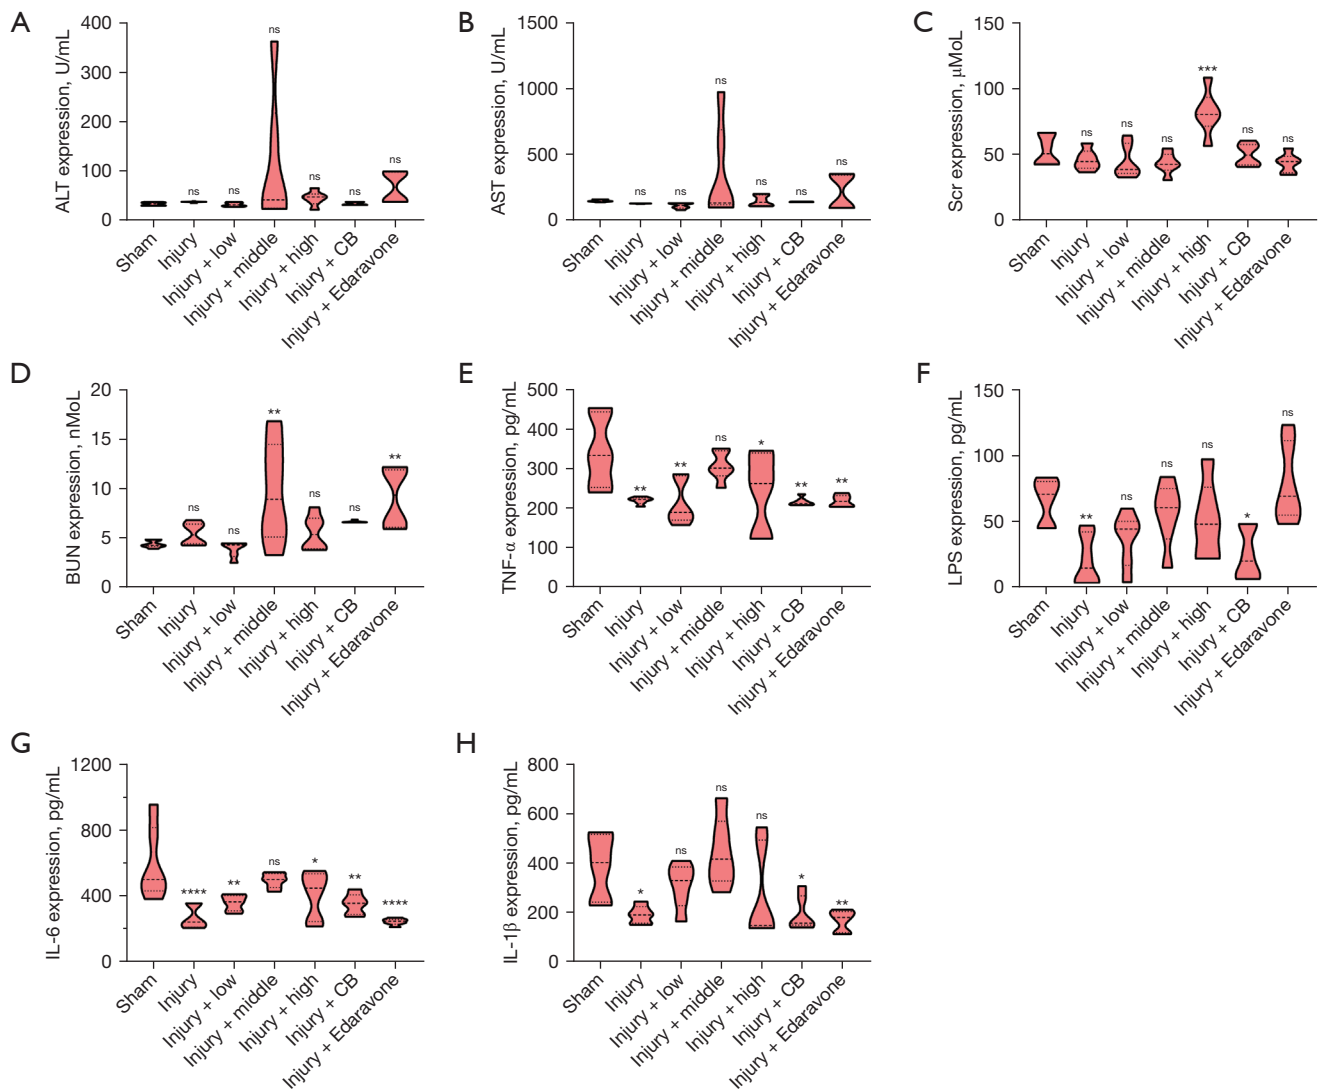 A
ALT expression, U/mL
400
300
200
100
0
ns
ns
ns
ns
ns
ns
Sham
Injury
Injury + low
Injury + middle
Injury + high
Injury + CB
Injury + Edaravone
B
AST expression, U/mL
1500
1000
500
0
ns
ns
ns
ns
ns
ns
Sham
Injury
Injury + low
Injury + middle
Injury + high
Injury + CB
Injury + Edaravone
C
Scr expression, μMoL
150
100
50
0
ns
ns
ns
***
ns
ns
Sham
Injury
Injury + low
Injury + middle
Injury + high
Injury + CB
Injury + Edaravone
D
BUN expression, nMoL
20
15
10
5
0
ns
ns
**
ns
ns
**
Sham
Injury
Injury + low
Injury + middle
Injury + high
Injury + CB
Injury + Edaravone
E
TNF-α expression, pg/mL
500
400
300
200
100
0
**
**
ns
*
**
**
Sham
Injury
Injury + low
Injury + middle
Injury + high
Injury + CB
Injury + Edaravone
F
LPS expression, pg/mL
150
100
50
0
**
ns
ns
ns
*
ns
Sham
Injury
Injury + low
Injury + middle
Injury + high
Injury + CB
Injury + Edaravone
G
IL-6 expression, pg/mL
1200
800
400
0
****
**
ns
*
**
****
Sham
Injury
Injury + low
Injury + middle
Injury + high
Injury + CB
Injury + Edaravone
H
IL-1β expression, pg/mL
800
600
400
200
0
*
ns
ns
ns
*
**
Sham
Injury
Injury + low
Injury + middle
Injury + high
Injury + CB
Injury + Edaravone